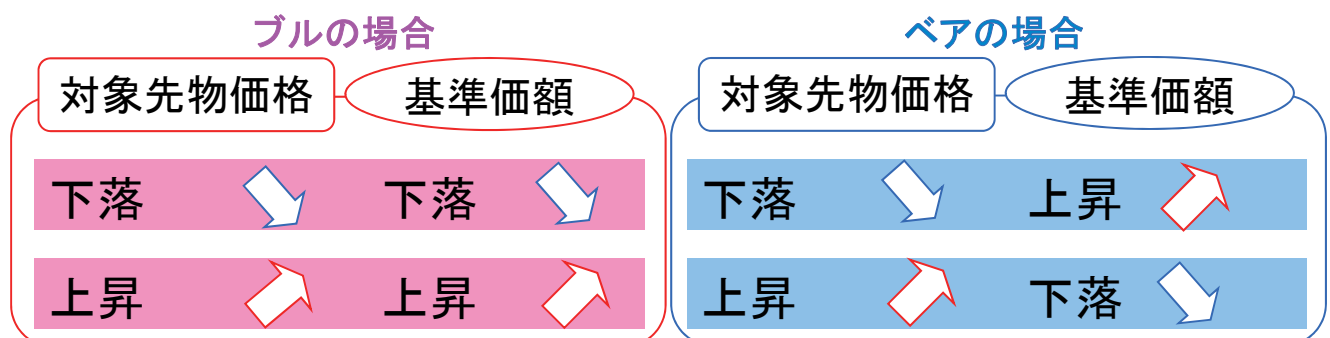 ブルの場合
対象先物価格 基準価額
下落 下落
上昇 上昇
ベアの場合
対象先物価格 基準価額
下落 上昇
上昇 下落